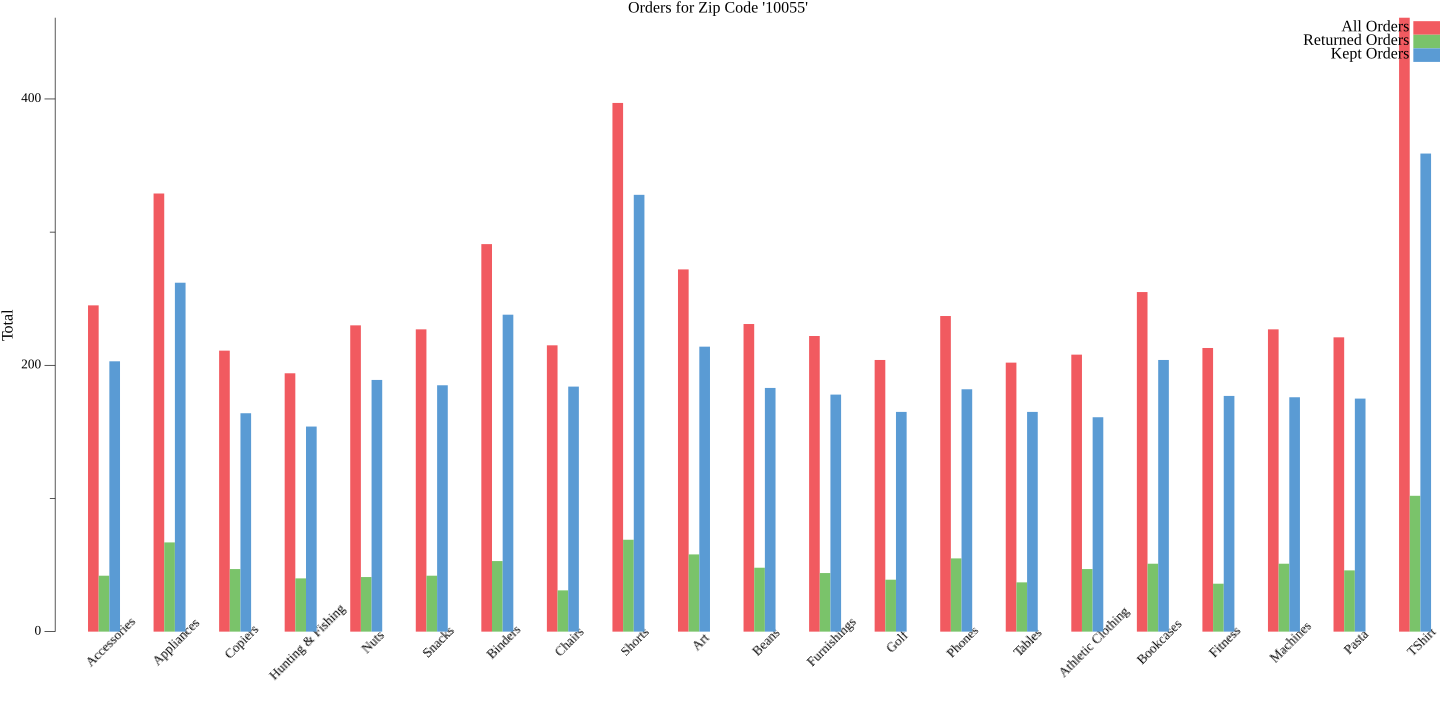 Orders for Zip Code '10055'
All Orders
Returned Orders
Kept Orders
Total
400
200
0
Accessories
Appliances
Copiers
Hunting & Fishing
Nuts
Snacks
Binders
Chairs
Shorts
Art
Beans
Furnishings
Golf
Phones
Tables
Athletic Clothing
Bookcases
Fitness
Machines
Pasta
TShirt